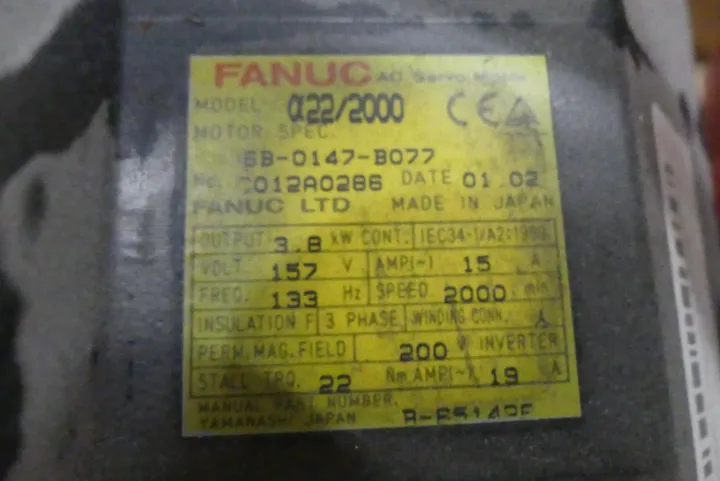 FANUC AC Servo Motor
MODEL α22/2000 CE
MOTOR SPEC.
6B-0147-B077
No. C012A0286 DATE 01.02
FANUC LTD MADE IN JAPAN
OUTPUT 3.8 kW CONT. IEC34-1/A2:1999
VOLT. 157 V AMP(~) 15 A
FREQ. 133 Hz SPEED 2000 min
INSULATION F 3 PHASE WINDING CONN.
PERM. MAG. FIELD 200 V INVERTER
STALL TRQ. 22 Nm AMP(~) 19 A
MANUAL PART NUMBER.
YAMANASHI JAPAN